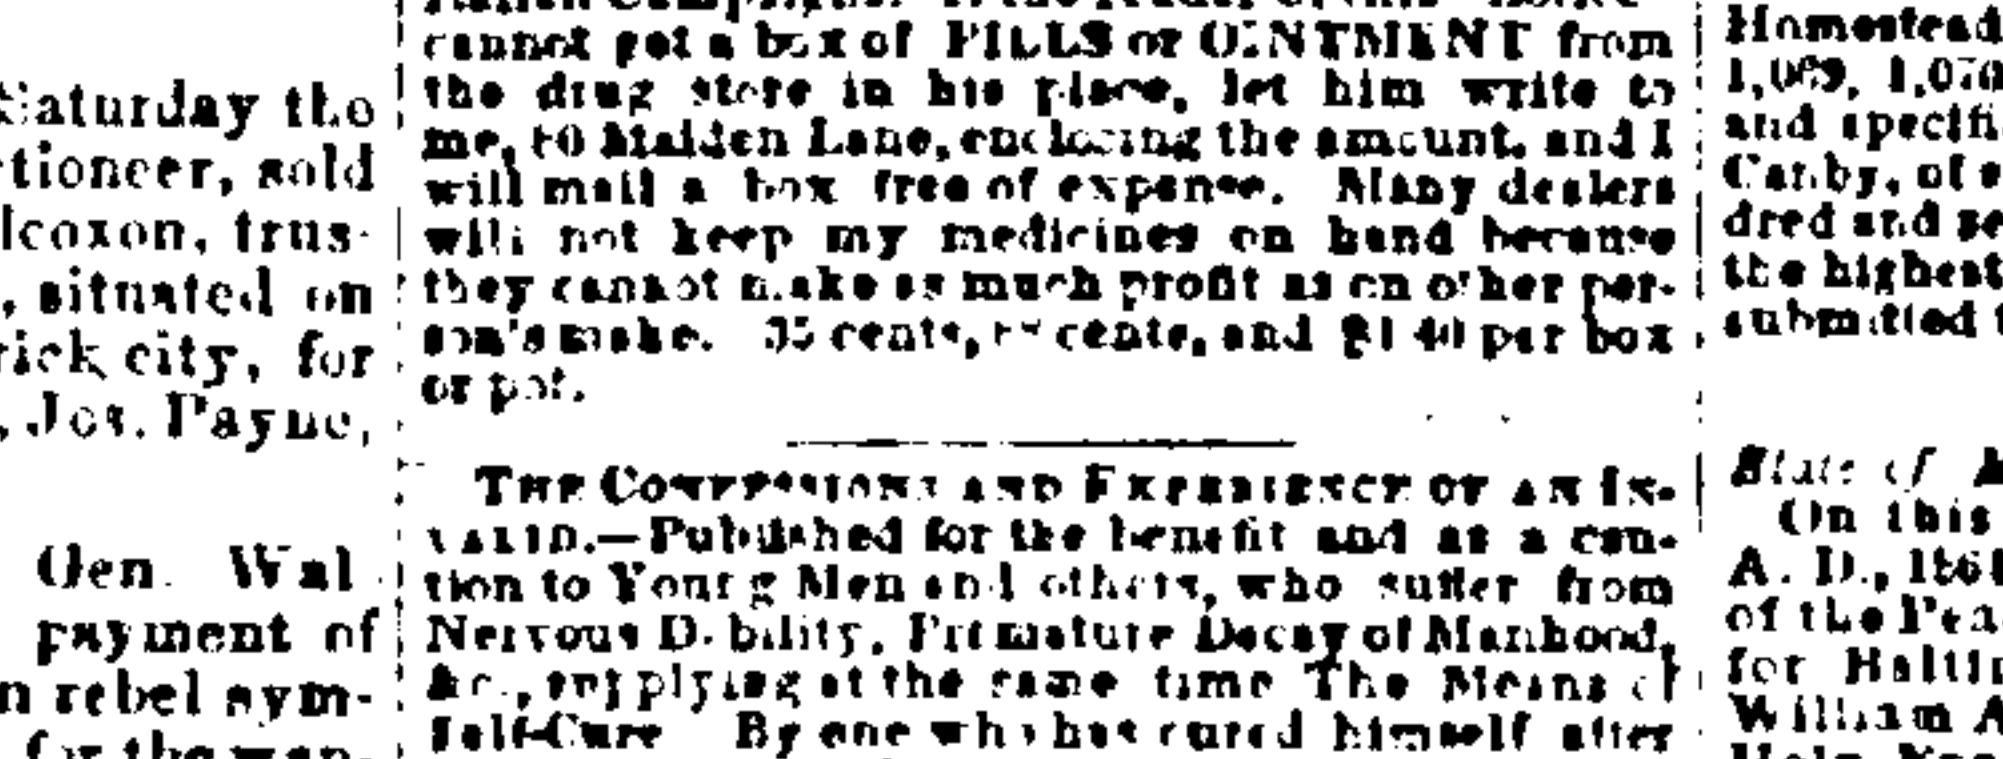 Saturday the
tioneer, sold
lcoxon, trus-
, situated on
rick city, for
, Jos. Payne,
Gen. Wal
payment of
n rebel sym-
for the
cannot get a box of PILLS or OINTMENT from
the drug store in his place, let him write to
me, 80 Maiden Lane, enclosing the amount, and I
will mail a box free of expense. Many dealers
will not keep my medicines on hand because
they cannot make as much profit as on other per-
son's make. 35 cents, cents, and $1 40 per box
or pot.
THE CONFESSIONS AND EXPERIENCE OF AN IN-
VALID.—Published for the benefit and as a cau-
tion to Young Men and others, who suffer from
Nervous Debility, Premature Decay of Manhood,
&c., supplying at the same time The Means of
Self-Cure By one who has cured himself after
Homestead
1,069, 1,070
and specifi
Canby, of s
dred and se
the highest
submitted t
State of M
On this
A. D., 1864
of the Pea
for Baltim
William A